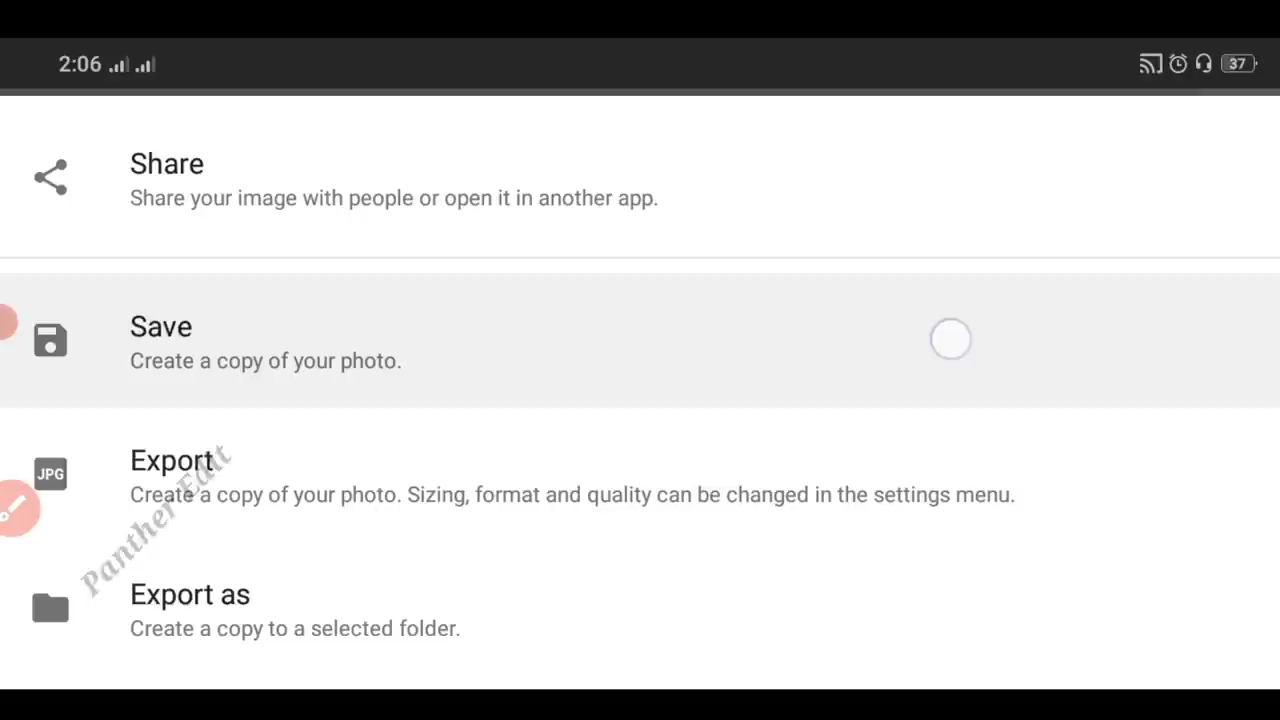 2:06
37
Share
Share your image with people or open it in another app.
Save
Create a copy of your photo.
JPG
Export
Create a copy of your photo. Sizing, format and quality can be changed in the settings menu.
Panther Edit
Export as
Create a copy to a selected folder.